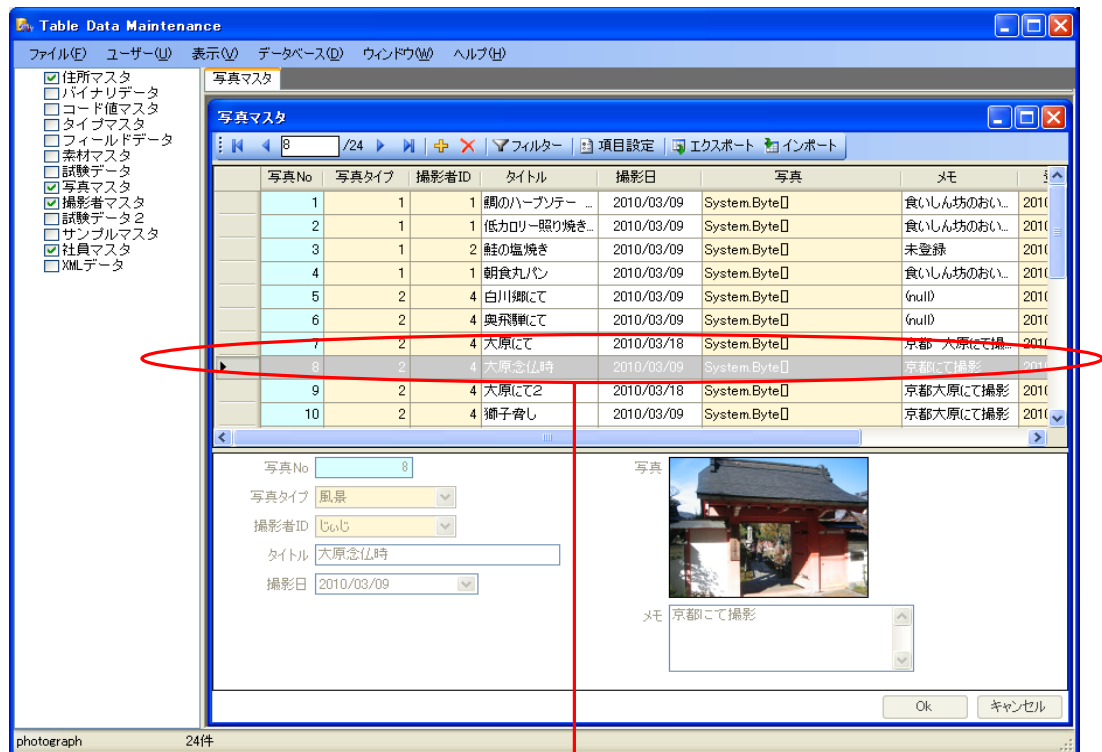 Table Data Maintenance
ファイル(F) ユーザー(U) 表示(V) データベース(D) ウィンドウ(W) ヘルプ(H)
住所マスタ
バイナリデータ
コード値マスタ
タイプマスタ
フィールドデータ
素材マスタ
試験データ
写真マスタ
撮影者マスタ
試験データ2
サンプルマスタ
社員マスタ
XMLデータ
写真マスタ
写真マスタ
8 /24 フィルター 項目設定 エクスポート インポート
写真No 写真タイプ 撮影者ID タイトル 撮影日 写真 メモ
1 1 1 鯛のハーブソテー ... 2010/03/09 System.Byte[] 食いしん坊のおい... 201(
2 1 1 低カロリー照り焼き... 2010/03/09 System.Byte[] 食いしん坊のおい... 201(
3 1 2 鮭の塩焼き 2010/03/09 System.Byte[] 未登録 201(
4 1 1 朝食丸パン 2010/03/09 System.Byte[] 食いしん坊のおい... 201(
5 2 4 白川郷にて 2010/03/09 System.Byte[] (null) 201(
6 2 4 奥飛騨にて 2010/03/09 System.Byte[] (null) 201(
7 2 4 大原にて 2010/03/18 System.Byte[] 京都 大原にて撮...
8 2 4 大原念仏時 2010/03/09 System.Byte[] 京都にて撮影
9 2 4 大原にて2 2010/03/18 System.Byte[] 京都大原にて撮影 201(
10 2 4 獅子脅し 2010/03/09 System.Byte[] 京都大原にて撮影 201(
写真No 8
写真タイプ 風景
撮影者ID じぃじ
タイトル 大原念仏時
撮影日 2010/03/09
写真
メモ 京都にて撮影
Ok キャンセル
photograph 24件